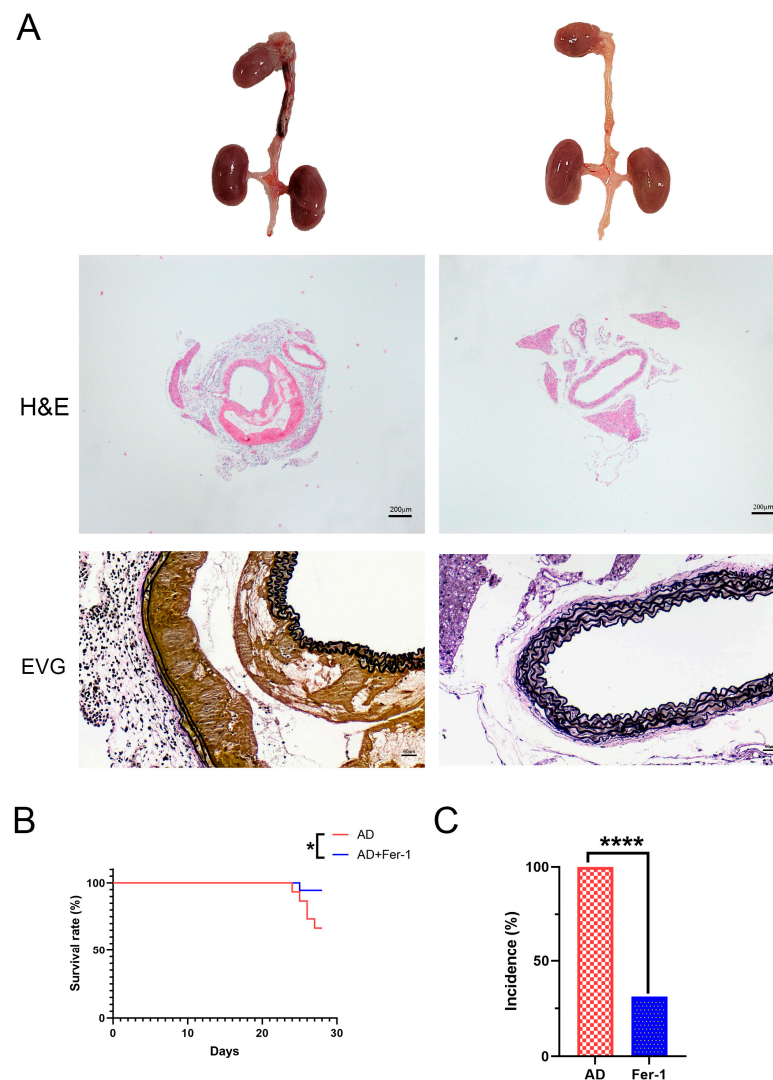 A
H&E
200μm
200μm
EVG
B
* AD
AD+Fer-1
Survival rate (%)
100
50
0
0 10 20 30
Days
C
****
Incidence (%)
100
50
0
AD Fer-1